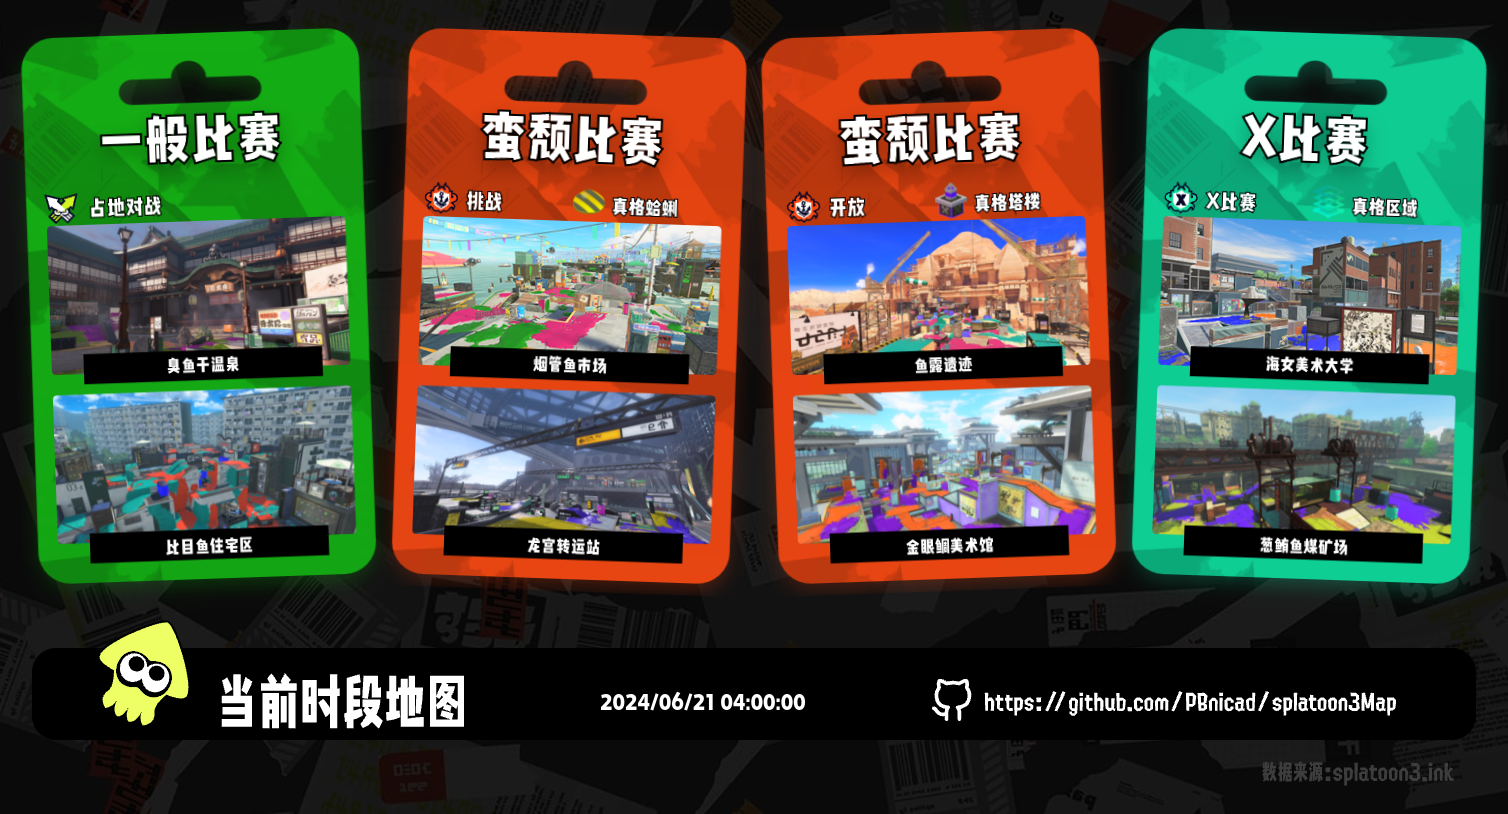 一般比赛
占地对战
臭鱼干温泉
比目鱼住宅区
蛮颓比赛
挑战
真格蛤蜊
烟管鱼市场
龙宫转运站
蛮颓比赛
开放
真格塔楼
鱼露遗迹
金眼鲷美术馆
X比赛
X比赛
真格区域
海女美术大学
葱鲔鱼煤矿场
当前时段地图
2024/06/21 04:00:00
https://github.com/PBnicad/splatoon3Map
数据来源:splatoon3.ink